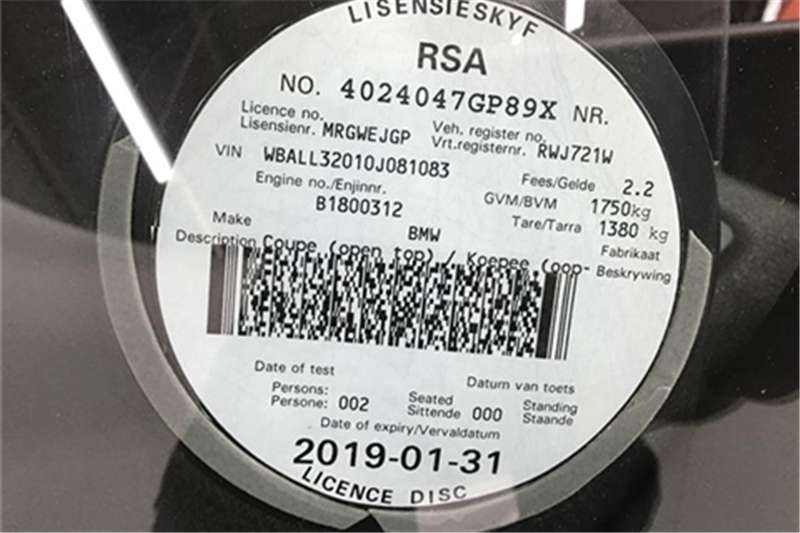 LISENSIESKYF
RSA
NO. 4024047GP89X NR.
Licence no. Veh. register no.
Lisensienr. MRGWEJGP Vrt.registernr. RWJ721W
VIN WBALL32010J081083 Fees/Gelde 2.2
Engine no./Enjinnr. GVM/BVM 1750kg
B1800312 Tare/Tarra 1380 kg
Make BMW Fabrikaat
Description Coupe (open top) / Koepee (oop- Beskrywing
Date of test Datum van toets
Persons: Seated Standing
Persone: 002 Sittende 000 Staande
Date of expiry/Vervaldatum
2019-01-31
LICENCE DISC